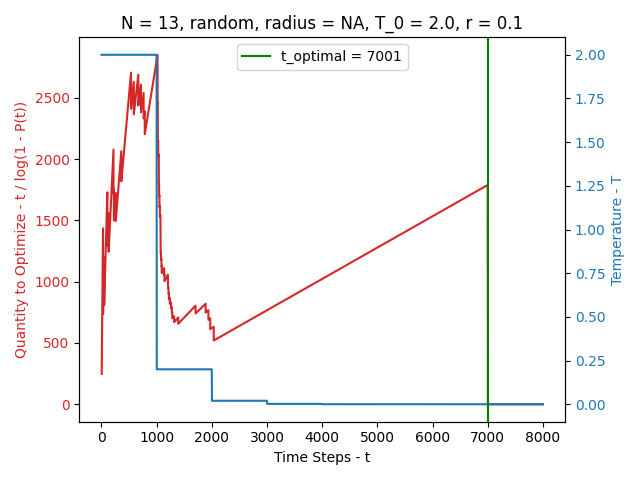 N = 13, random, radius = NA, T_0 = 2.0, r = 0.1
t_optimal = 7001
Quantity to Optimize - t / log(1 - P(t))
2500
2000
1500
1000
500
0
2.00
1.75
1.50
1.25
1.00
0.75
0.50
0.25
0.00
Temperature - T
0 1000 2000 3000 4000 5000 6000 7000 8000
Time Steps - t